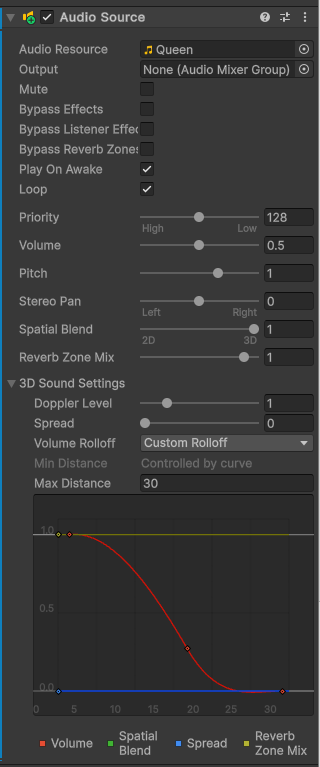 Audio Source
Audio Resource Queen
Output None (Audio Mixer Group)
Mute
Bypass Effects
Bypass Listener Effec
Bypass Reverb Zones
Play On Awake
Loop
Priority 128
High Low
Volume 0.5
Pitch 1
Stereo Pan 0
Left Right
Spatial Blend 1
2D 3D
Reverb Zone Mix 1
3D Sound Settings
Doppler Level 1
Spread 0
Volume Rolloff Custom Rolloff
Min Distance Controlled by curve
Max Distance 30
1.0
0.5
0.0
0 5 10 15 20 25 30
Volume Spatial Blend Spread Reverb Zone Mix